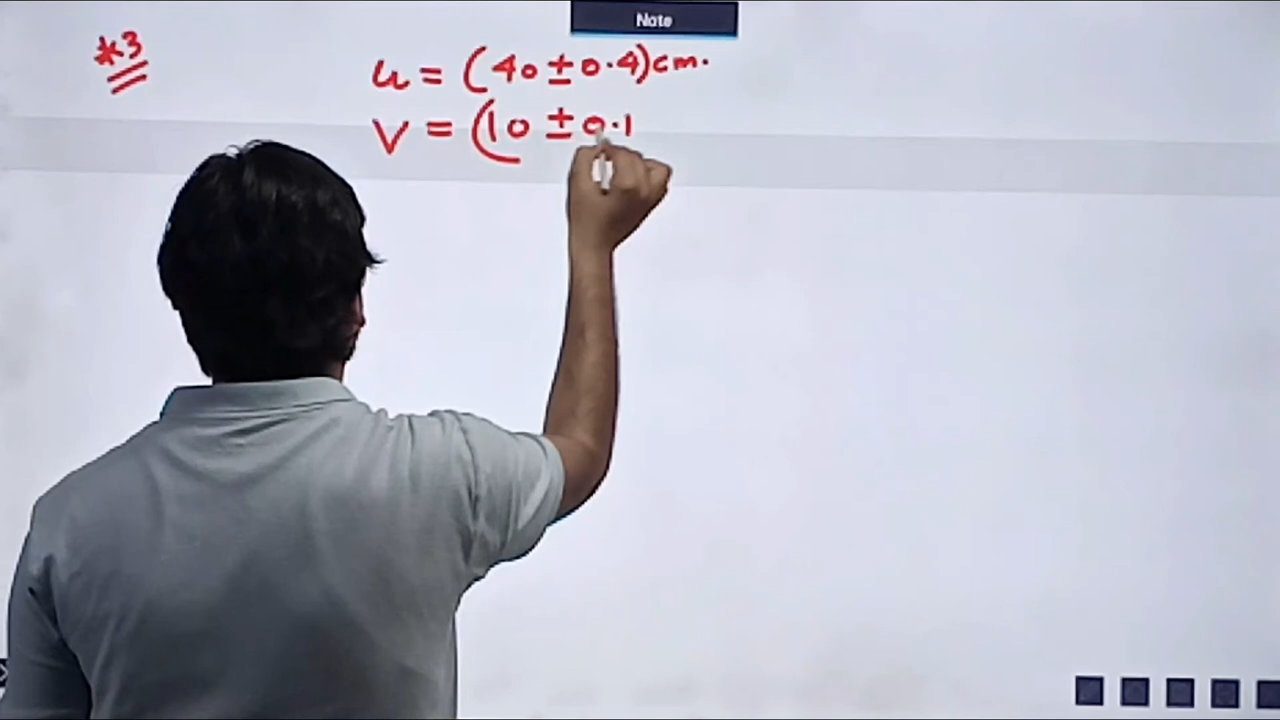 Note
*3
u = (40 ± 0.4)cm.
V = (10 ± 0.1